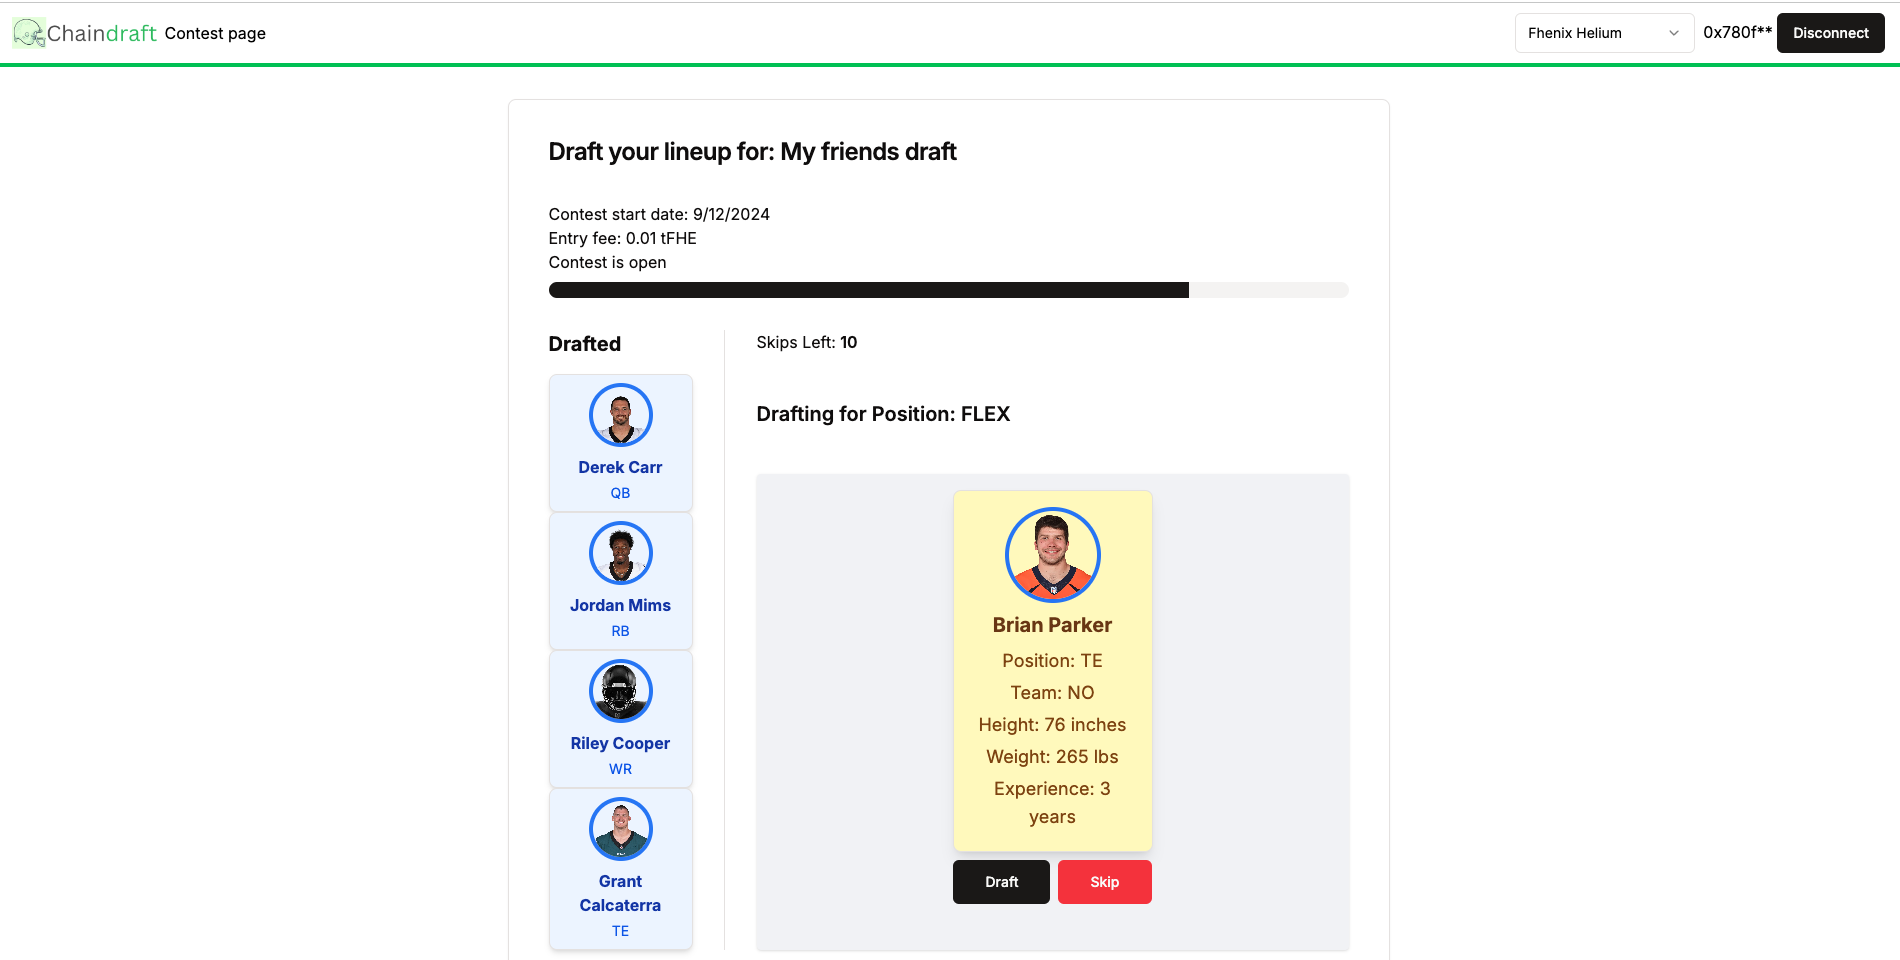 Chaindraft Contest page
Fhenix Helium
0x780f**
Disconnect
Draft your lineup for: My friends draft
Contest start date: 9/12/2024
Entry fee: 0.01 tFHE
Contest is open
Drafted
Derek Carr
QB
Jordan Mims
RB
Riley Cooper
WR
Grant
Calcaterra
TE
Skips Left: 10
Drafting for Position: FLEX
Brian Parker
Position: TE
Team: NO
Height: 76 inches
Weight: 265 lbs
Experience: 3
years
Draft
Skip